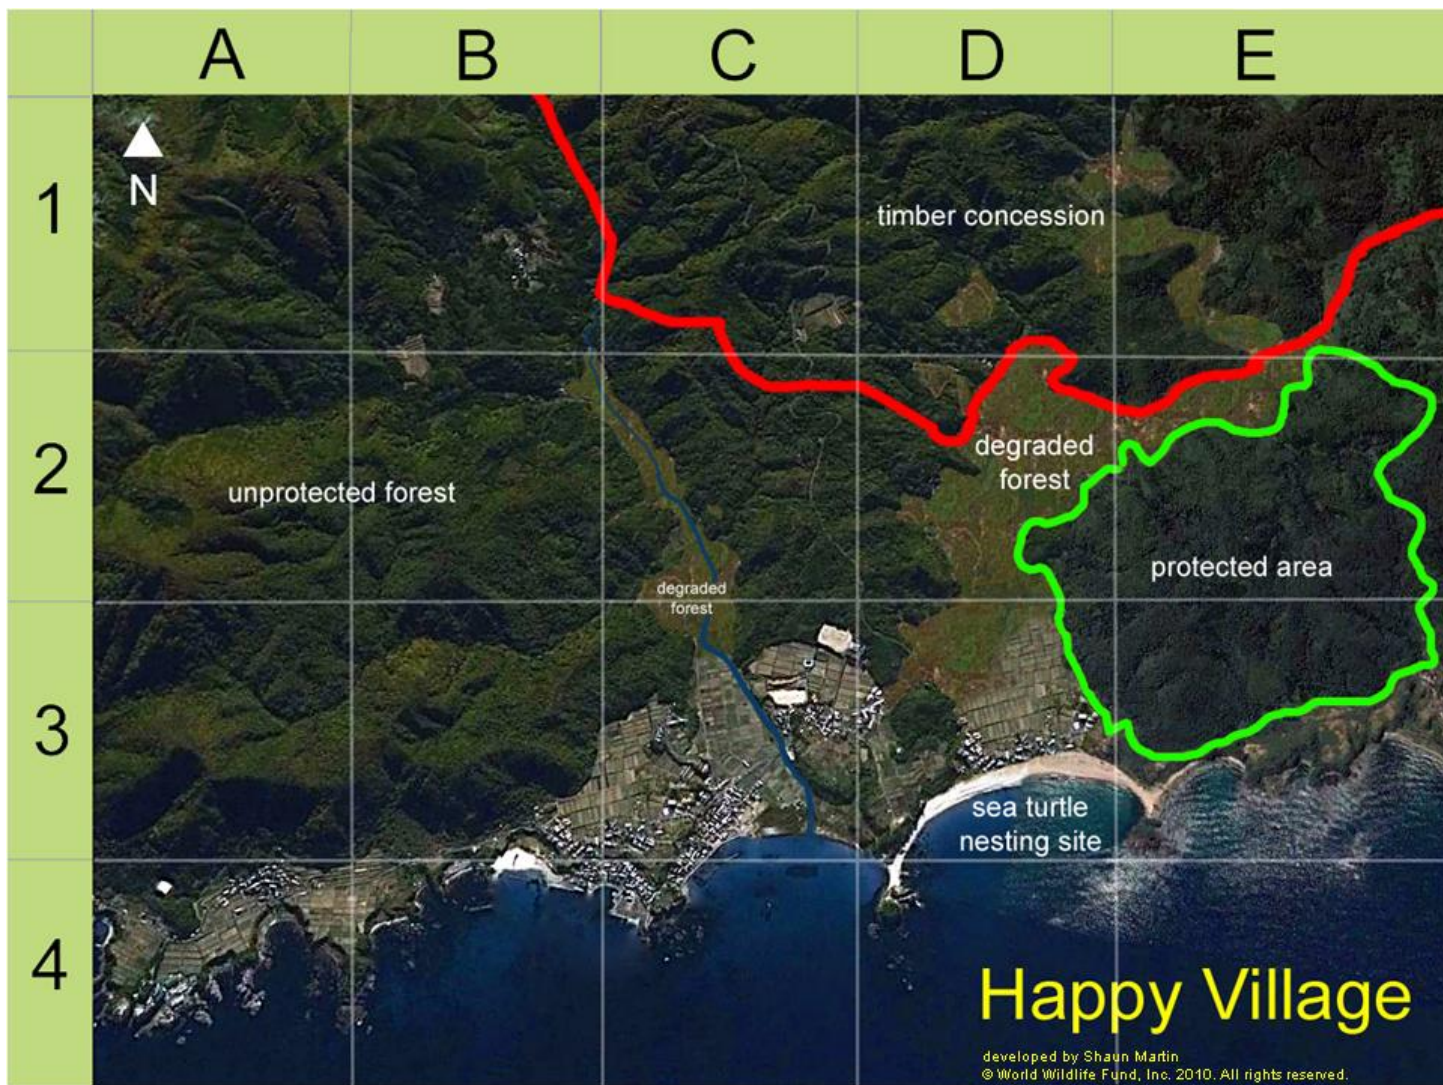 A B C D E
N
1
timber concession
2
degraded
forest
unprotected forest
protected area
degraded
forest
3
sea turtle
nesting site
4
Happy Village
developed by Shaun Martin
© World Wildlife Fund, Inc. 2010. All rights reserved.